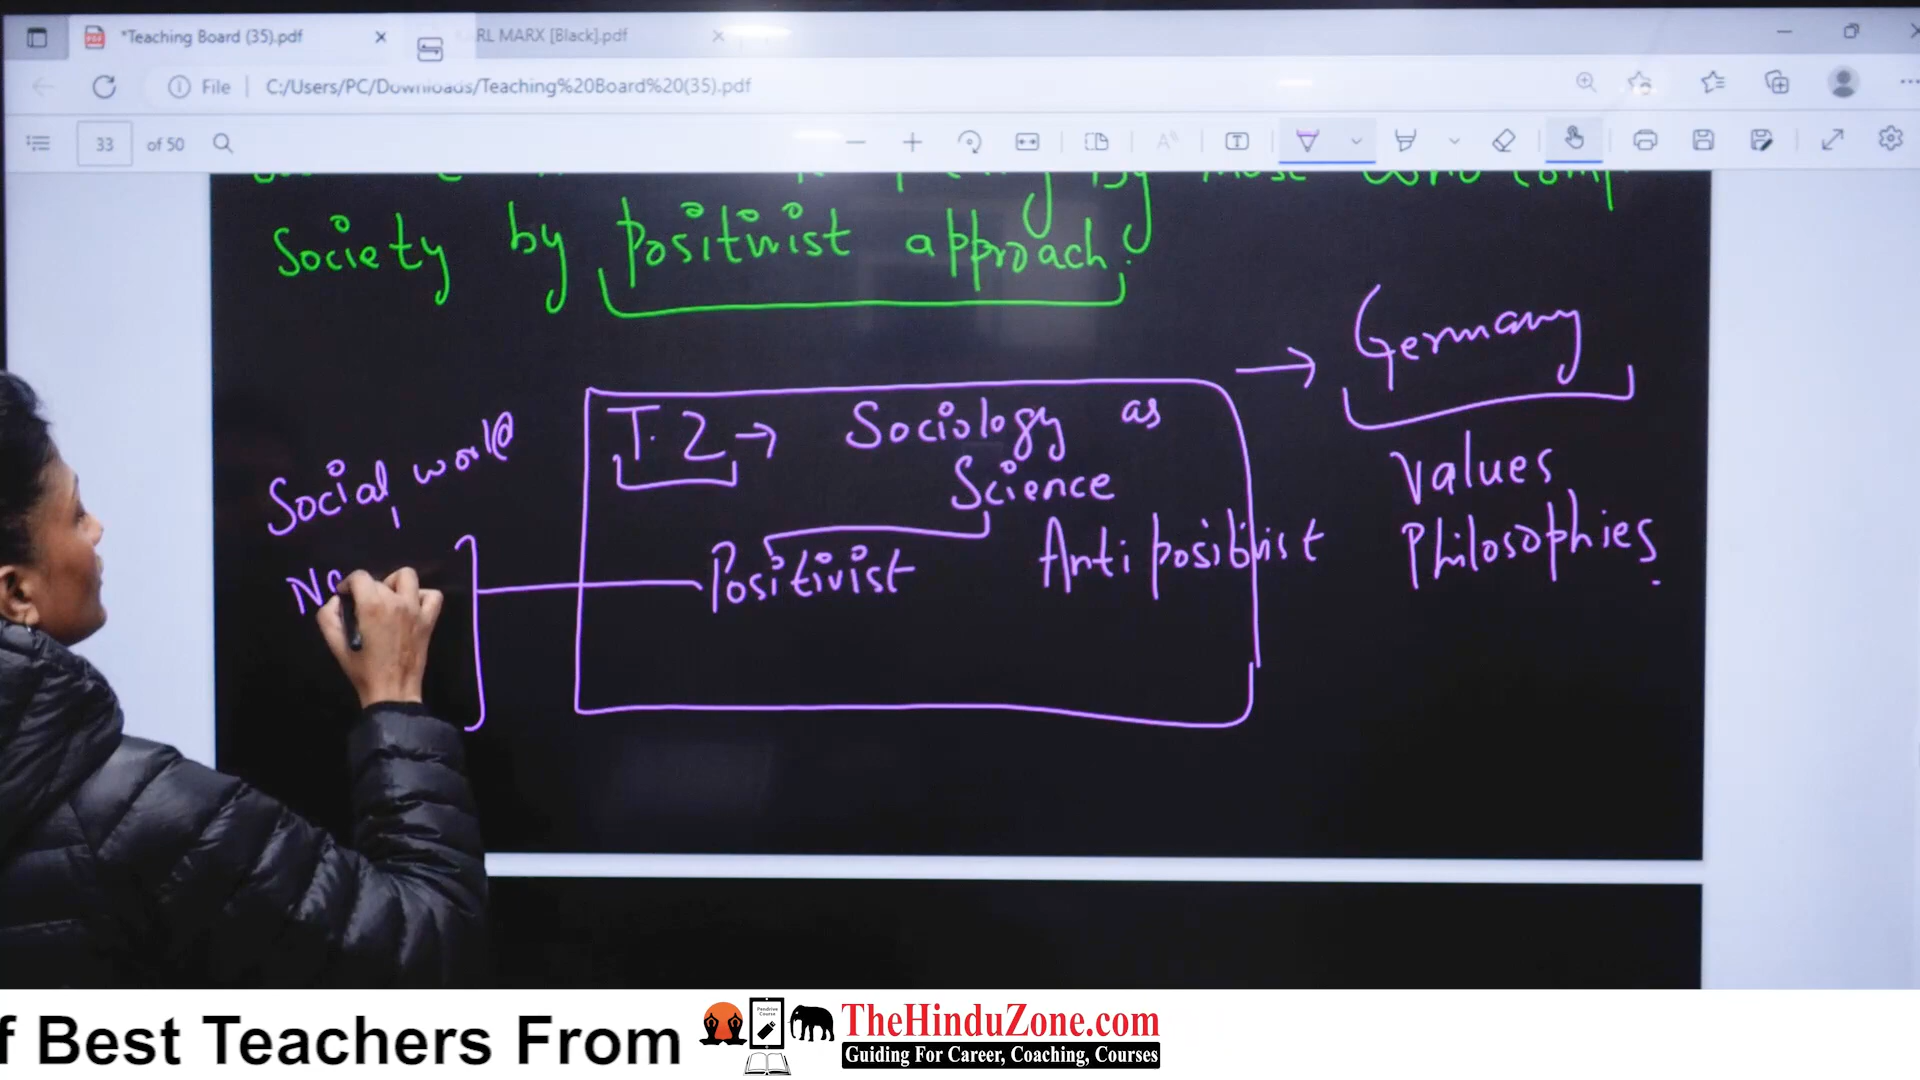 *Teaching Board (35).pdf
RL MARX [Black].pdf
File
C:/Users/PC/Downloads/Teaching%20Board%20(35).pdf
33 of 50
Society by positivist approach.
→ Germany
Values
Philosophies
T.2 → Sociology as
Science
Positivist Anti positivist
Social world
f Best Teachers From
Pendrive
Course
TheHinduZone.com
Guiding For Career, Coaching, Courses